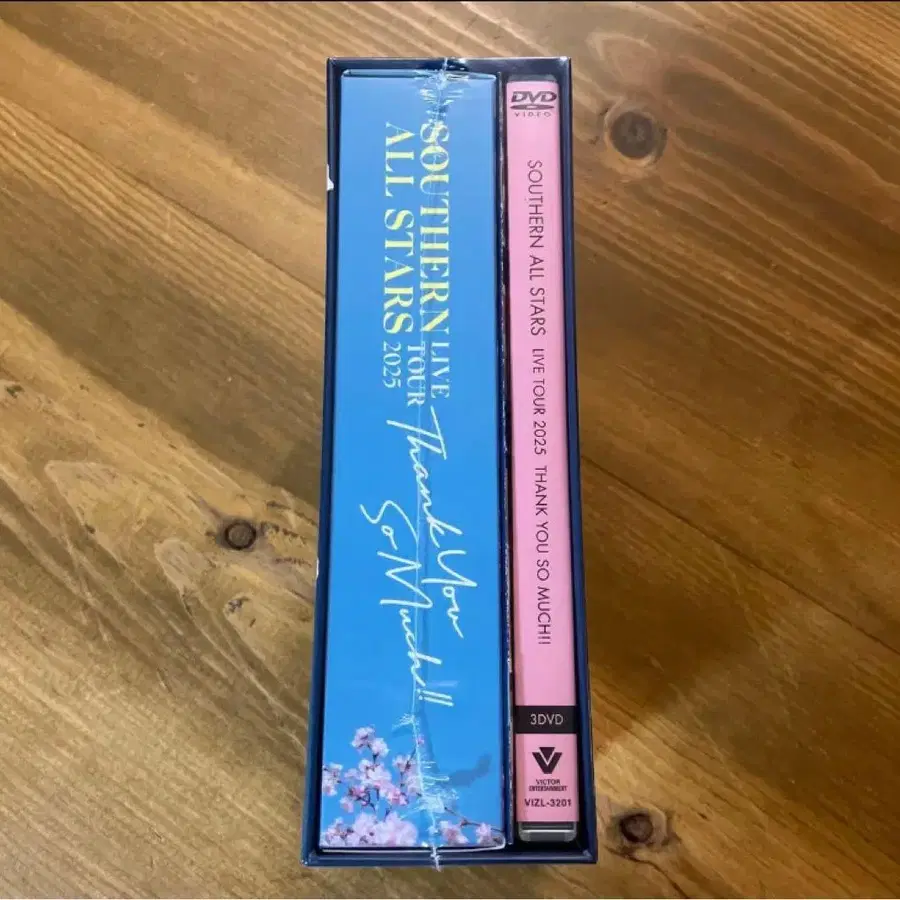 SOUTHERN
ALL STARS
LIVE
TOUR
2025
Thank You
So Much!!
DVD
VIDEO
SOUTHERN ALL STARS LIVE TOUR 2025 THANK YOU SO MUCH!!
3DVD
VICTOR
ENTERTAINMENT
VIZL-3201